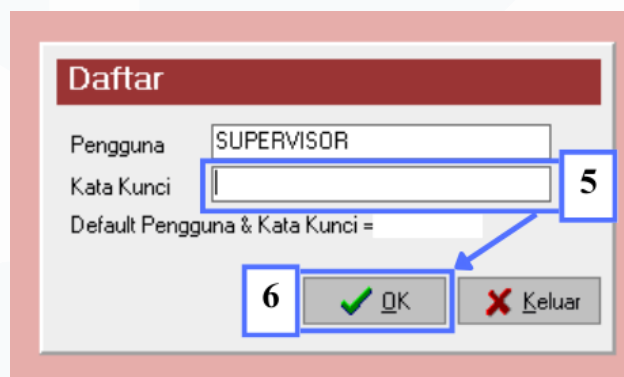 Daftar
Pengguna SUPERVISOR
Kata Kunci 5
Default Pengguna & Kata Kunci =
6 OK Keluar